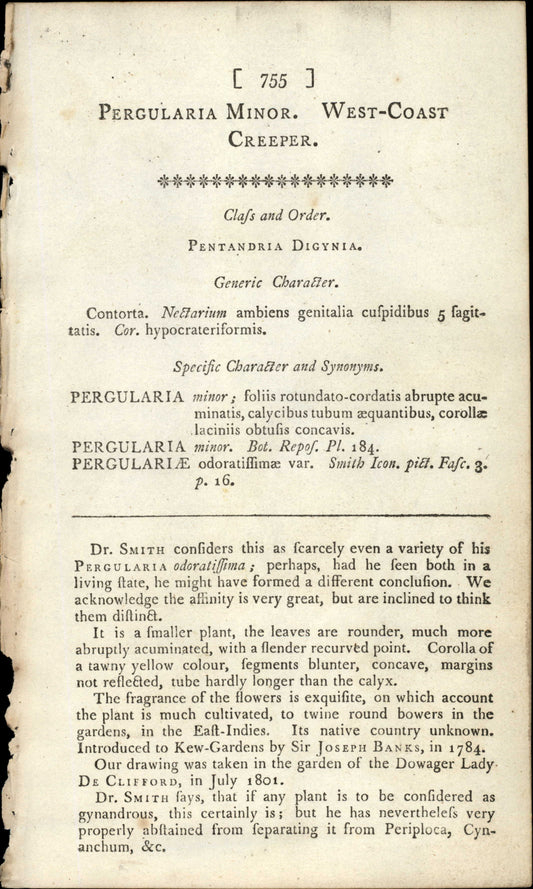 [ 755 ]
PERGULARIA MINOR. WEST-COAST
CREEPER.
******************
Claſs and Order.
PENTANDRIA DIGYNIA.
Generic Character.
Contorta. Nectarium ambiens genitalia cuſpidibus 5 ſagit-
tatis. Cor. hypocrateriformis.
Specific Character and Synonyms.
PERGULARIA minor; foliis rotundato-cordatis abrupte acu-
minatis, calycibus tubum æquantibus, corollæ
laciniis obtuſis concavis.
PERGULARIA minor. Bot. Repoſ. Pl. 184.
PERGULARIÆ odoratiſſimæ var. Smith Icon. pict. Faſc. 3.
p. 16.
Dr. SMITH conſiders this as ſcarcely even a variety of his
PERGULARIA odoratiſſima; perhaps, had he ſeen both in a
living ſtate, he might have formed a different concluſion. We
acknowledge the affinity is very great, but are inclined to think
them diſtinct.
It is a ſmaller plant, the leaves are rounder, much more
abruptly acuminated, with a ſlender recurved point. Corolla of
a tawny yellow colour, ſegments blunter, concave, margins
not reflected, tube hardly longer than the calyx.
The fragrance of the flowers is exquiſite, on which account
the plant is much cultivated, to twine round bowers in the
gardens, in the Eaſt-Indies. Its native country unknown.
Introduced to Kew-Gardens by Sir JOSEPH BANKS, in 1784.
Our drawing was taken in the garden of the Dowager Lady
DE CLIFFORD, in July 1801.
Dr. SMITH ſays, that if any plant is to be conſidered as
gynandrous, this certainly is; but he has nevertheleſs very
properly abſtained from ſeparating it from Periploca, Cyn-
anchum, &c.